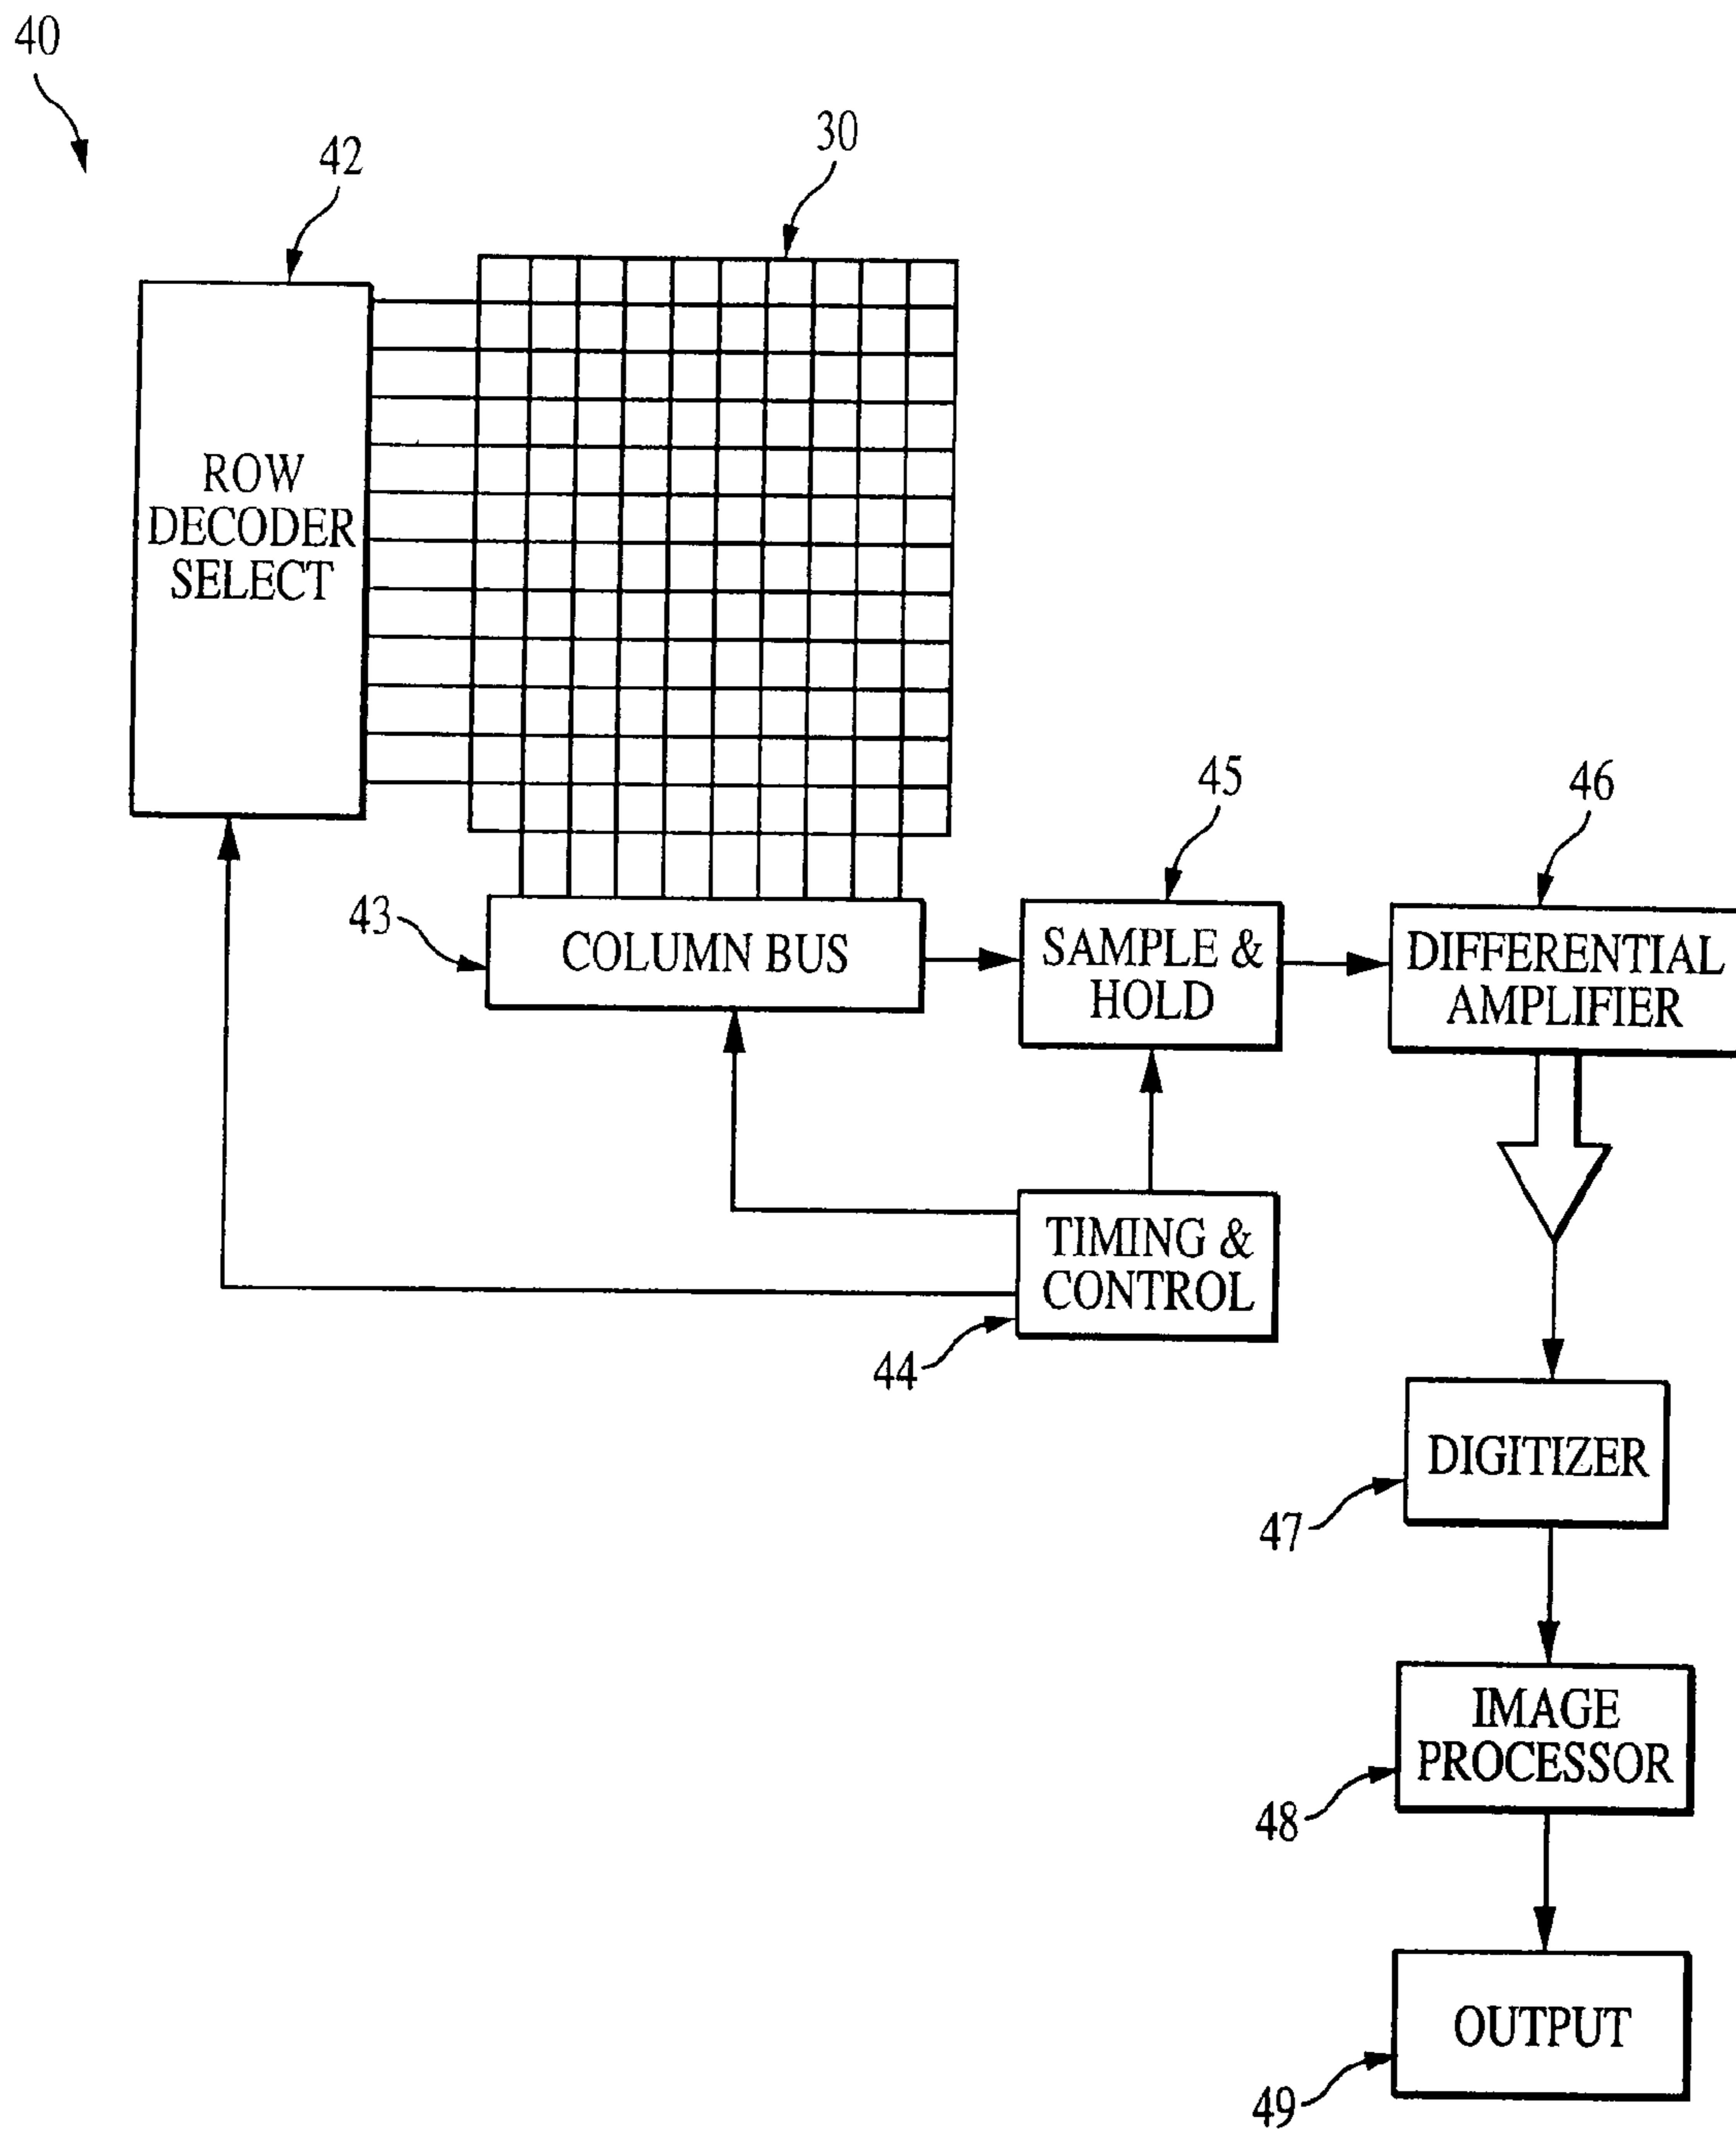 40
42
30
ROW
DECODER
SELECT
45
46
43
COLUMN BUS
SAMPLE &
HOLD
DIFFERENTIAL
AMPLIFIER
TIMING &
CONTROL
44
DIGITIZER
47
IMAGE
PROCESSOR
48
OUTPUT
49